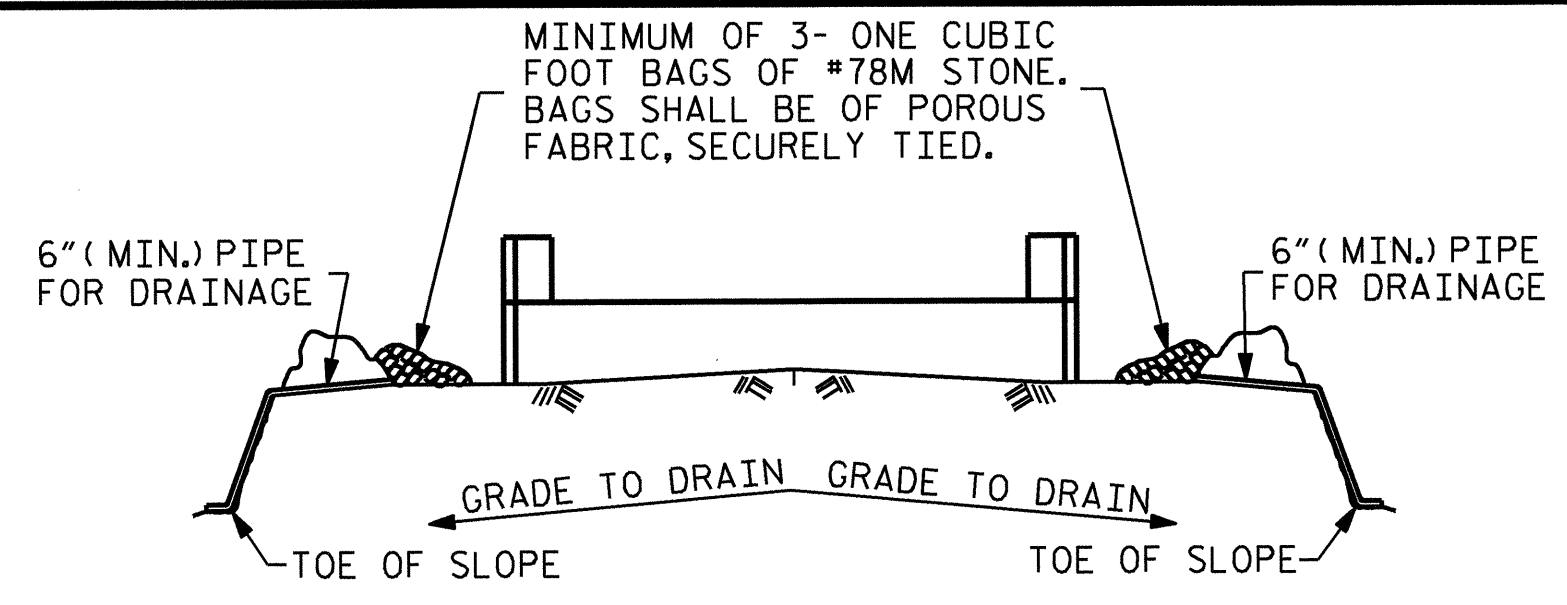 MINIMUM OF 3- ONE CUBIC
FOOT BAGS OF #78M STONE.
BAGS SHALL BE OF POROUS
FABRIC, SECURELY TIED.
6"(MIN.) PIPE
FOR DRAINAGE
6"(MIN.) PIPE
FOR DRAINAGE
GRADE TO DRAIN
GRADE TO DRAIN
TOE OF SLOPE
TOE OF SLOPE